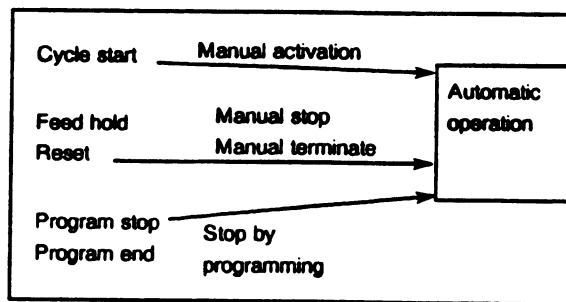 Cycle start Manual activation
Automatic
operation
Feed hold Manual stop
Reset Manual terminate
Program stop
Program end
Stop by
programming